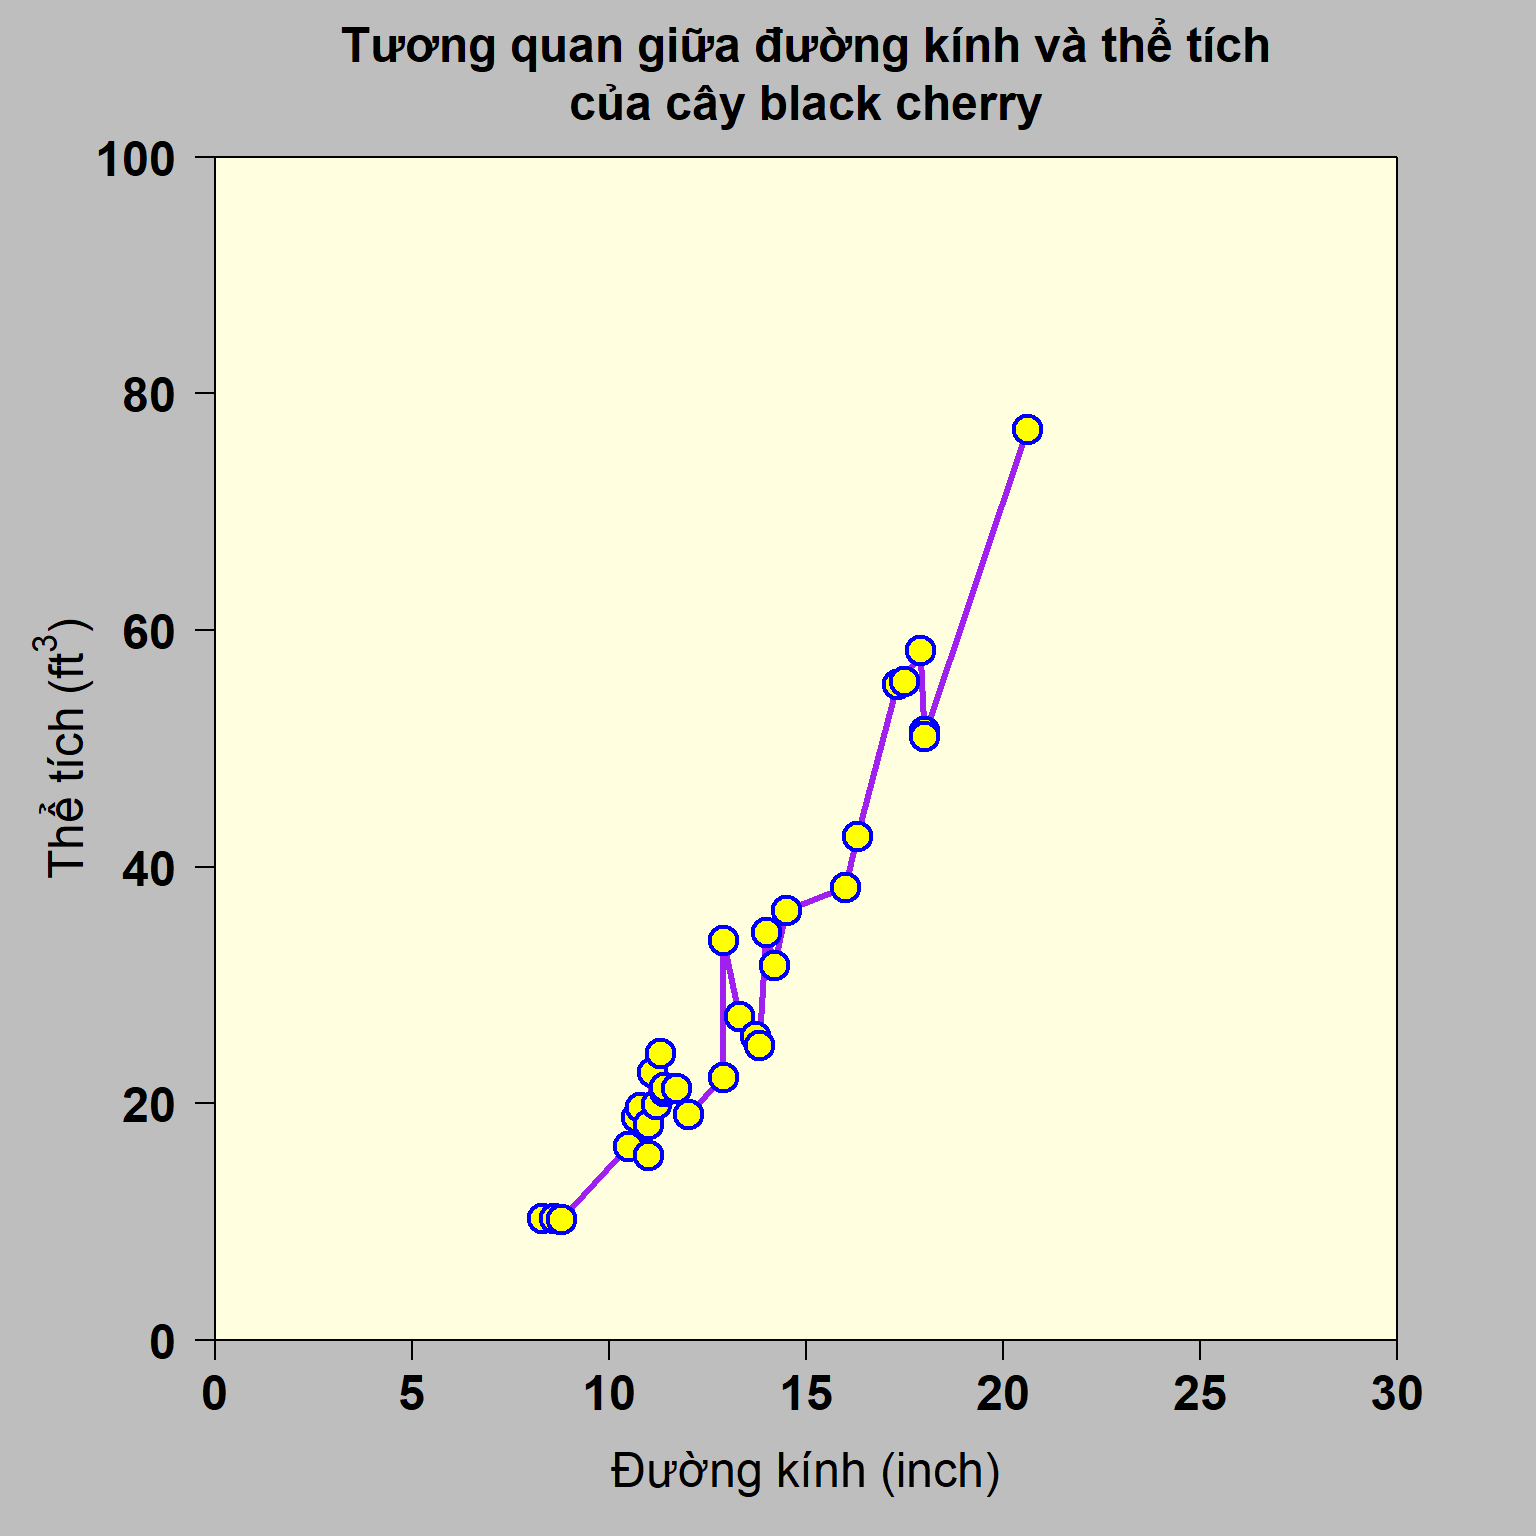 Tương quan giữa đường kính và thể tích
của cây black cherry
100
80
60
40
20
0
Thể tích (ft³)
0 5 10 15 20 25 30
Đường kính (inch)